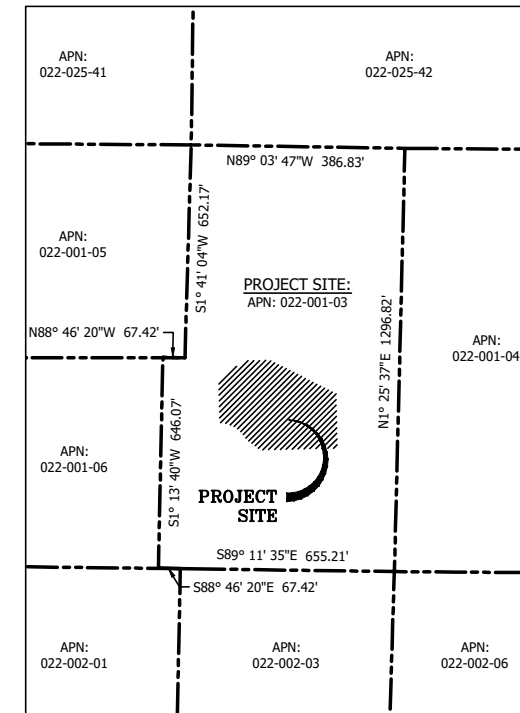 APN:
022-025-41
APN:
022-025-42
N89° 03' 47"W 386.83'
S1° 41' 04"W 652.17'
APN:
022-001-05
PROJECT SITE:
APN: 022-001-03
N1° 25' 37"E 1296.82'
N88° 46' 20"W 67.42'
APN:
022-001-04
S1° 13' 40"W 646.07'
APN:
022-001-06
PROJECT
SITE
S89° 11' 35"E 655.21'
S88° 46' 20"E 67.42'
APN:
022-002-01
APN:
022-002-03
APN:
022-002-06